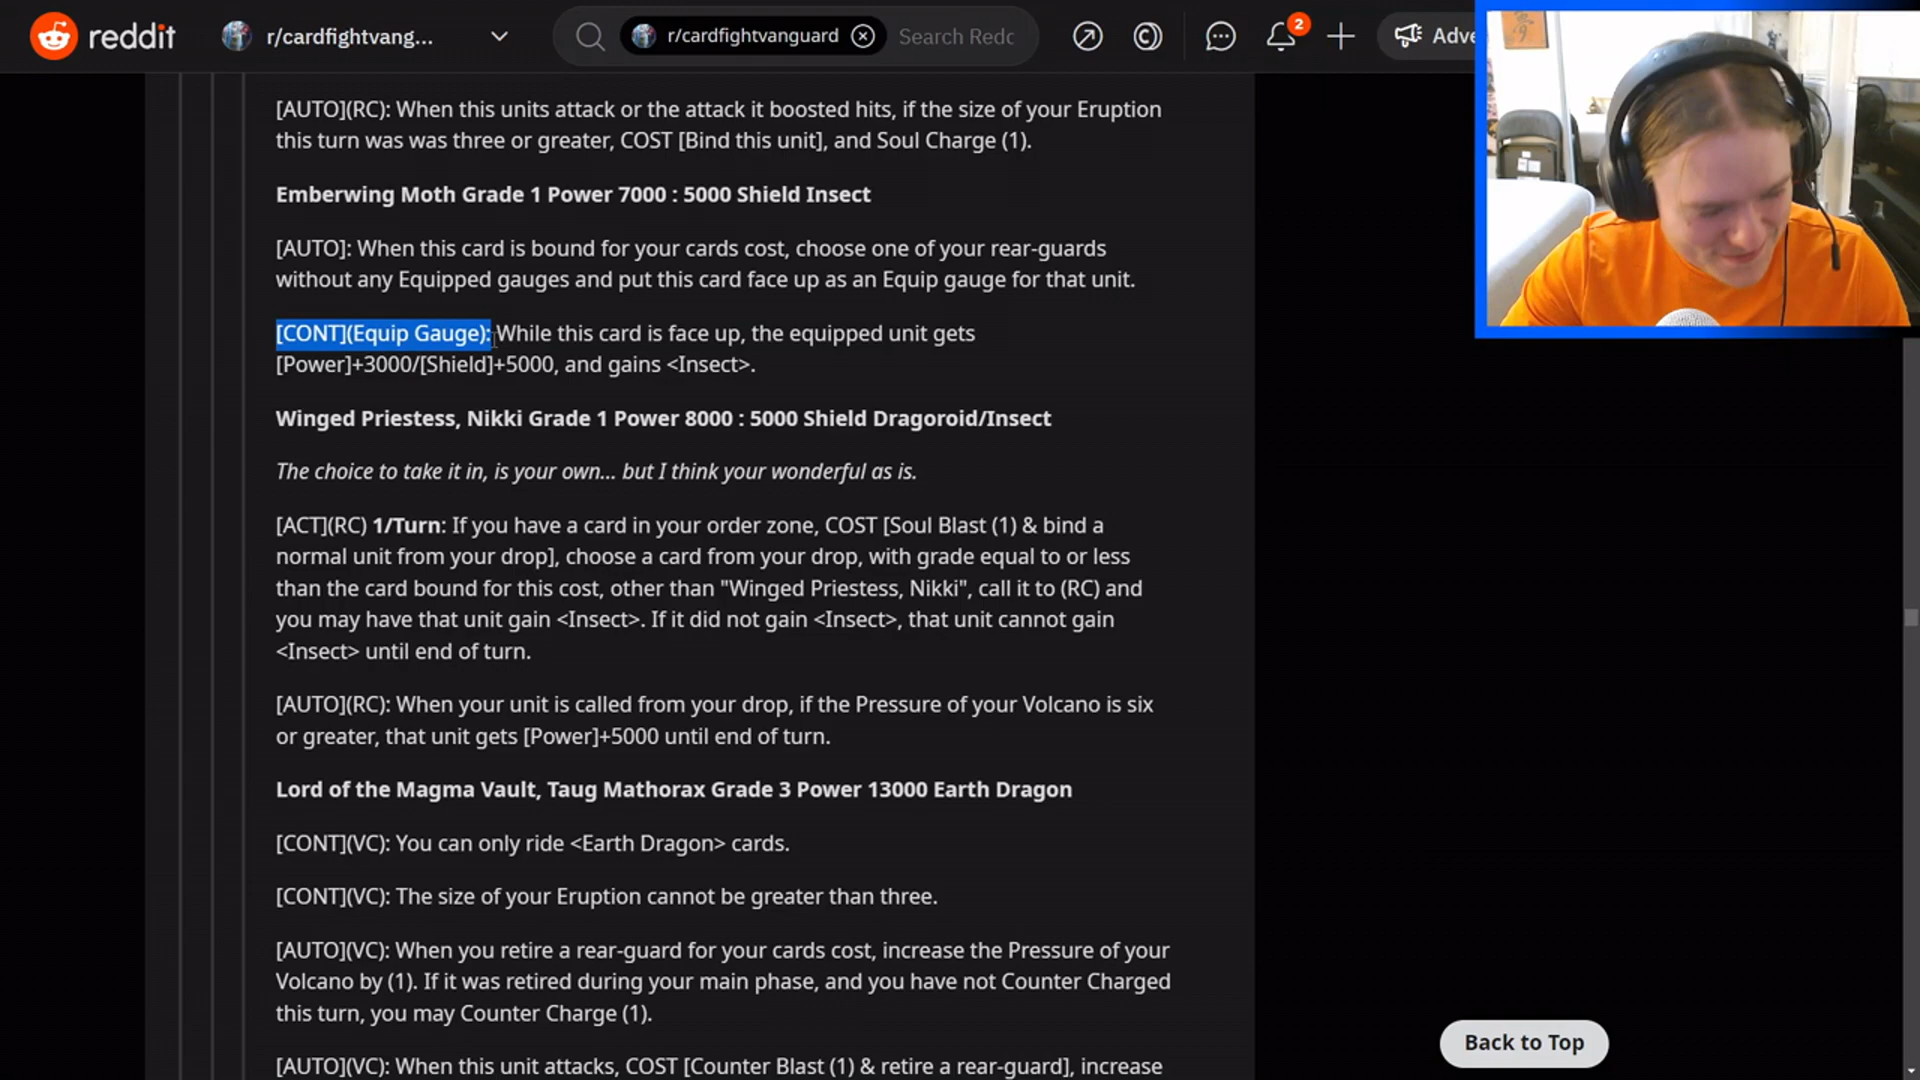 reddit
r/cardfightvang...
r/cardfightvanguard
Search Redc
2
Adve
[AUTO](RC): When this units attack or the attack it boosted hits, if the size of your Eruption
this turn was was three or greater, COST [Bind this unit], and Soul Charge (1).
Emberwing Moth Grade 1 Power 7000 : 5000 Shield Insect
[AUTO]: When this card is bound for your cards cost, choose one of your rear-guards
without any Equipped gauges and put this card face up as an Equip gauge for that unit.
[CONT](Equip Gauge): While this card is face up, the equipped unit gets
[Power]+3000/[Shield]+5000, and gains <Insect>.
Winged Priestess, Nikki Grade 1 Power 8000 : 5000 Shield Dragoroid/Insect
The choice to take it in, is your own... but I think your wonderful as is.
[ACT](RC) 1/Turn: If you have a card in your order zone, COST [Soul Blast (1) & bind a
normal unit from your drop], choose a card from your drop, with grade equal to or less
than the card bound for this cost, other than "Winged Priestess, Nikki", call it to (RC) and
you may have that unit gain <Insect>. If it did not gain <Insect>, that unit cannot gain
<Insect> until end of turn.
[AUTO](RC): When your unit is called from your drop, if the Pressure of your Volcano is six
or greater, that unit gets [Power]+5000 until end of turn.
Lord of the Magma Vault, Taug Mathorax Grade 3 Power 13000 Earth Dragon
[CONT](VC): You can only ride <Earth Dragon> cards.
[CONT](VC): The size of your Eruption cannot be greater than three.
[AUTO](VC): When you retire a rear-guard for your cards cost, increase the Pressure of your
Volcano by (1). If it was retired during your main phase, and you have not Counter Charged
this turn, you may Counter Charge (1).
[AUTO](VC): When this unit attacks, COST [Counter Blast (1) & retire a rear-guard], increase
Back to Top